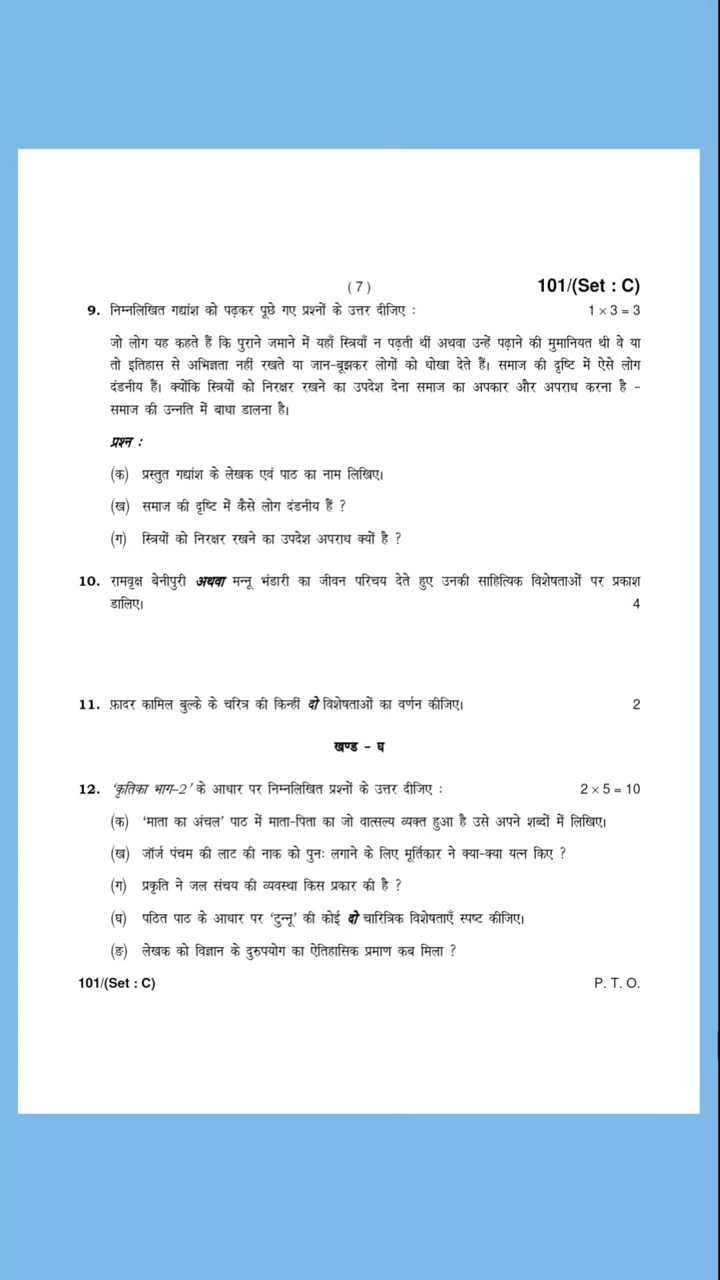 ( 7 ) 101/(Set : C)
9. निम्नलिखित गद्यांश को पढ़कर पूछे गए प्रश्नों के उत्तर दीजिए : 1 × 3 = 3
जो लोग यह कहते हैं कि पुराने जमाने में यहाँ स्त्रियाँ न पढ़ती थीं अथवा उन्हें पढ़ाने की मुमानियत थी वे या
तो इतिहास से अभिज्ञता नहीं रखते या जान-बूझकर लोगों को धोखा देते हैं। समाज की दृष्टि में ऐसे लोग
दंडनीय हैं। क्योंकि स्त्रियों को निरक्षर रखने का उपदेश देना समाज का अपकार और अपराध करना है -
समाज की उन्नति में बाधा डालना है।
प्रश्न :
(क) प्रस्तुत गद्यांश के लेखक एवं पाठ का नाम लिखिए।
(ख) समाज की दृष्टि में कैसे लोग दंडनीय हैं ?
(ग) स्त्रियों को निरक्षर रखने का उपदेश अपराध क्यों है ?
10. रामवृक्ष बेनीपुरी अथवा मन्नू भंडारी का जीवन परिचय देते हुए उनकी साहित्यिक विशेषताओं पर प्रकाश
डालिए। 4
11. फ़ादर कामिल बुल्के के चरित्र की किन्हीं दो विशेषताओं का वर्णन कीजिए। 2
खण्ड - घ
12. 'कृतिका भाग-2' के आधार पर निम्नलिखित प्रश्नों के उत्तर दीजिए : 2 × 5 = 10
(क) 'माता का अंचल' पाठ में माता-पिता का जो वात्सल्य व्यक्त हुआ है उसे अपने शब्दों में लिखिए।
(ख) जॉर्ज पंचम की लाट की नाक को पुनः लगाने के लिए मूर्तिकार ने क्या-क्या यत्न किए ?
(ग) प्रकृति ने जल संचय की व्यवस्था किस प्रकार की है ?
(घ) पठित पाठ के आधार पर 'टुन्नू' की कोई दो चारित्रिक विशेषताएँ स्पष्ट कीजिए।
(ङ) लेखक को विज्ञान के दुरुपयोग का ऐतिहासिक प्रमाण कब मिला ?
101/(Set : C) P. T. O.